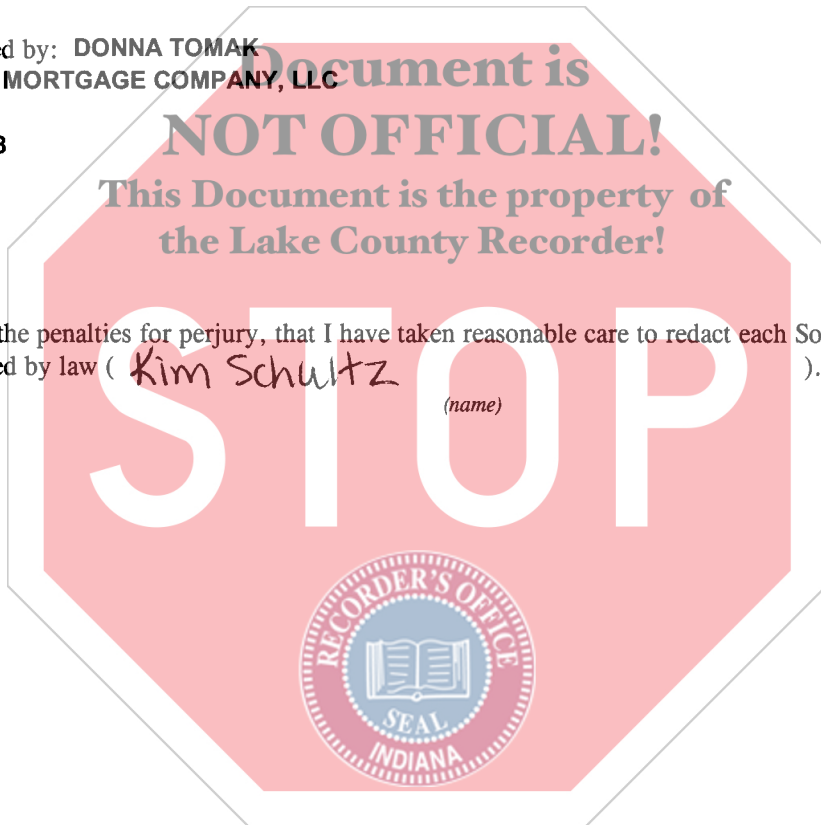 d by: DONNA TOMAK
MORTGAGE COMPANY, LLC
Document is
NOT OFFICIAL!
This Document is the property of
the Lake County Recorder!
the penalties for perjury, that I have taken reasonable care to redact each So
ed by law ( Kim Schultz ).
(name)
STOP
RECORDER'S OFFICE
SEAL
INDIANA